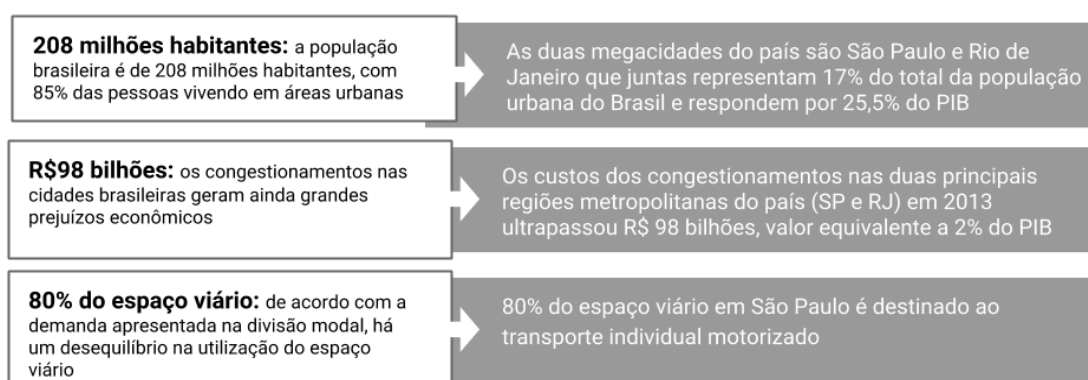 208 milhões habitantes: a população
brasileira é de 208 milhões habitantes, com
85% das pessoas vivendo em áreas urbanas
As duas megacidades do país são São Paulo e Rio de
Janeiro que juntas representam 17% do total da população
urbana do Brasil e respondem por 25,5% do PIB
R$98 bilhões: os congestionamentos nas
cidades brasileiras geram ainda grandes
prejuízos econômicos
Os custos dos congestionamentos nas duas principais
regiões metropolitanas do país (SP e RJ) em 2013
ultrapassou R$ 98 bilhões, valor equivalente a 2% do PIB
80% do espaço viário: de acordo com a
demanda apresentada na divisão modal, há
um desequilíbrio na utilização do espaço
viário
80% do espaço viário em São Paulo é destinado ao
transporte individual motorizado